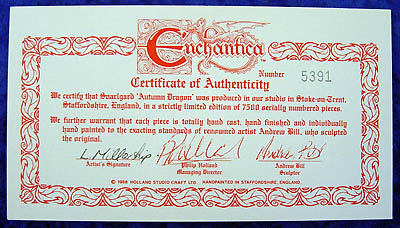 Enchantica
TM
Number 5391
Certificate of Authenticity
We certify that Snarlgard 'Autumn Dragon' was produced in our studio in Stoke-on-Trent,
Staffordshire, England, in a strictly limited edition of 7500 serially numbered pieces.
We further warrant that each piece is totally hand cast, hand finished and individually
hand painted to the exacting standards of renowned artist Andrew Bill, who sculpted
the original.
Artist's Signature
Philip Holland
Managing Director
Andrew Bill
Sculptor
© 1988 HOLLAND STUDIO CRAFT LTD. HANDPAINTED IN STAFFORDSHIRE, ENGLAND.